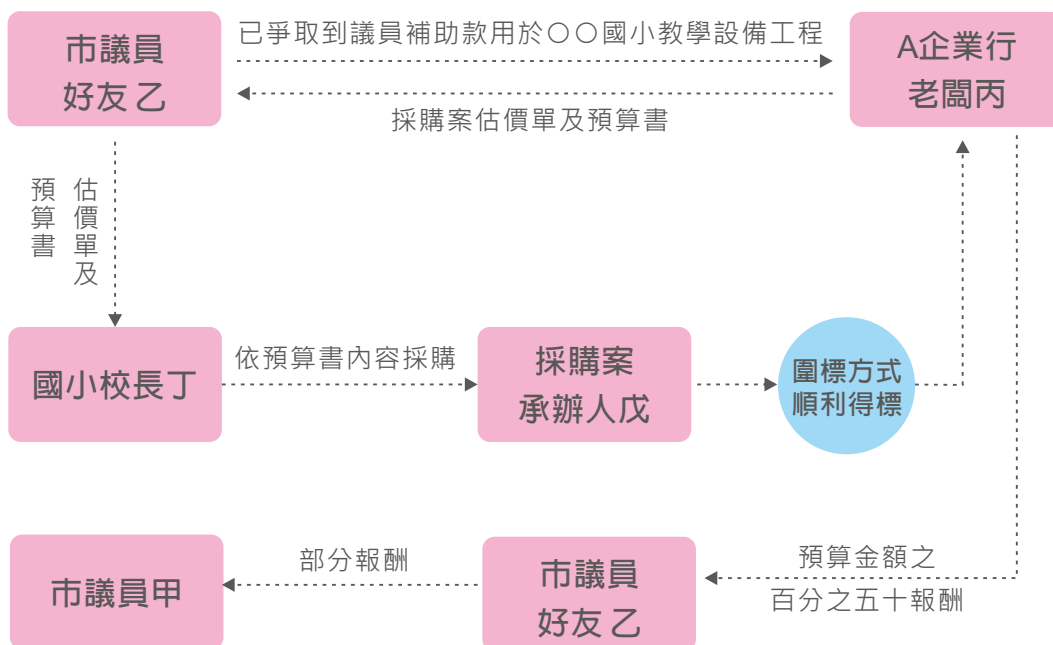 市議員
好友乙
已爭取到議員補助款用於〇〇國小教學設備工程
採購案估價單及預算書
A企業行
老闆丙
估價單及
預算書
國小校長丁
依預算書內容採購
採購案
承辦人戊
圍標方式
順利得標
市議員甲
部分報酬
市議員
好友乙
預算金額之
百分之五十報酬